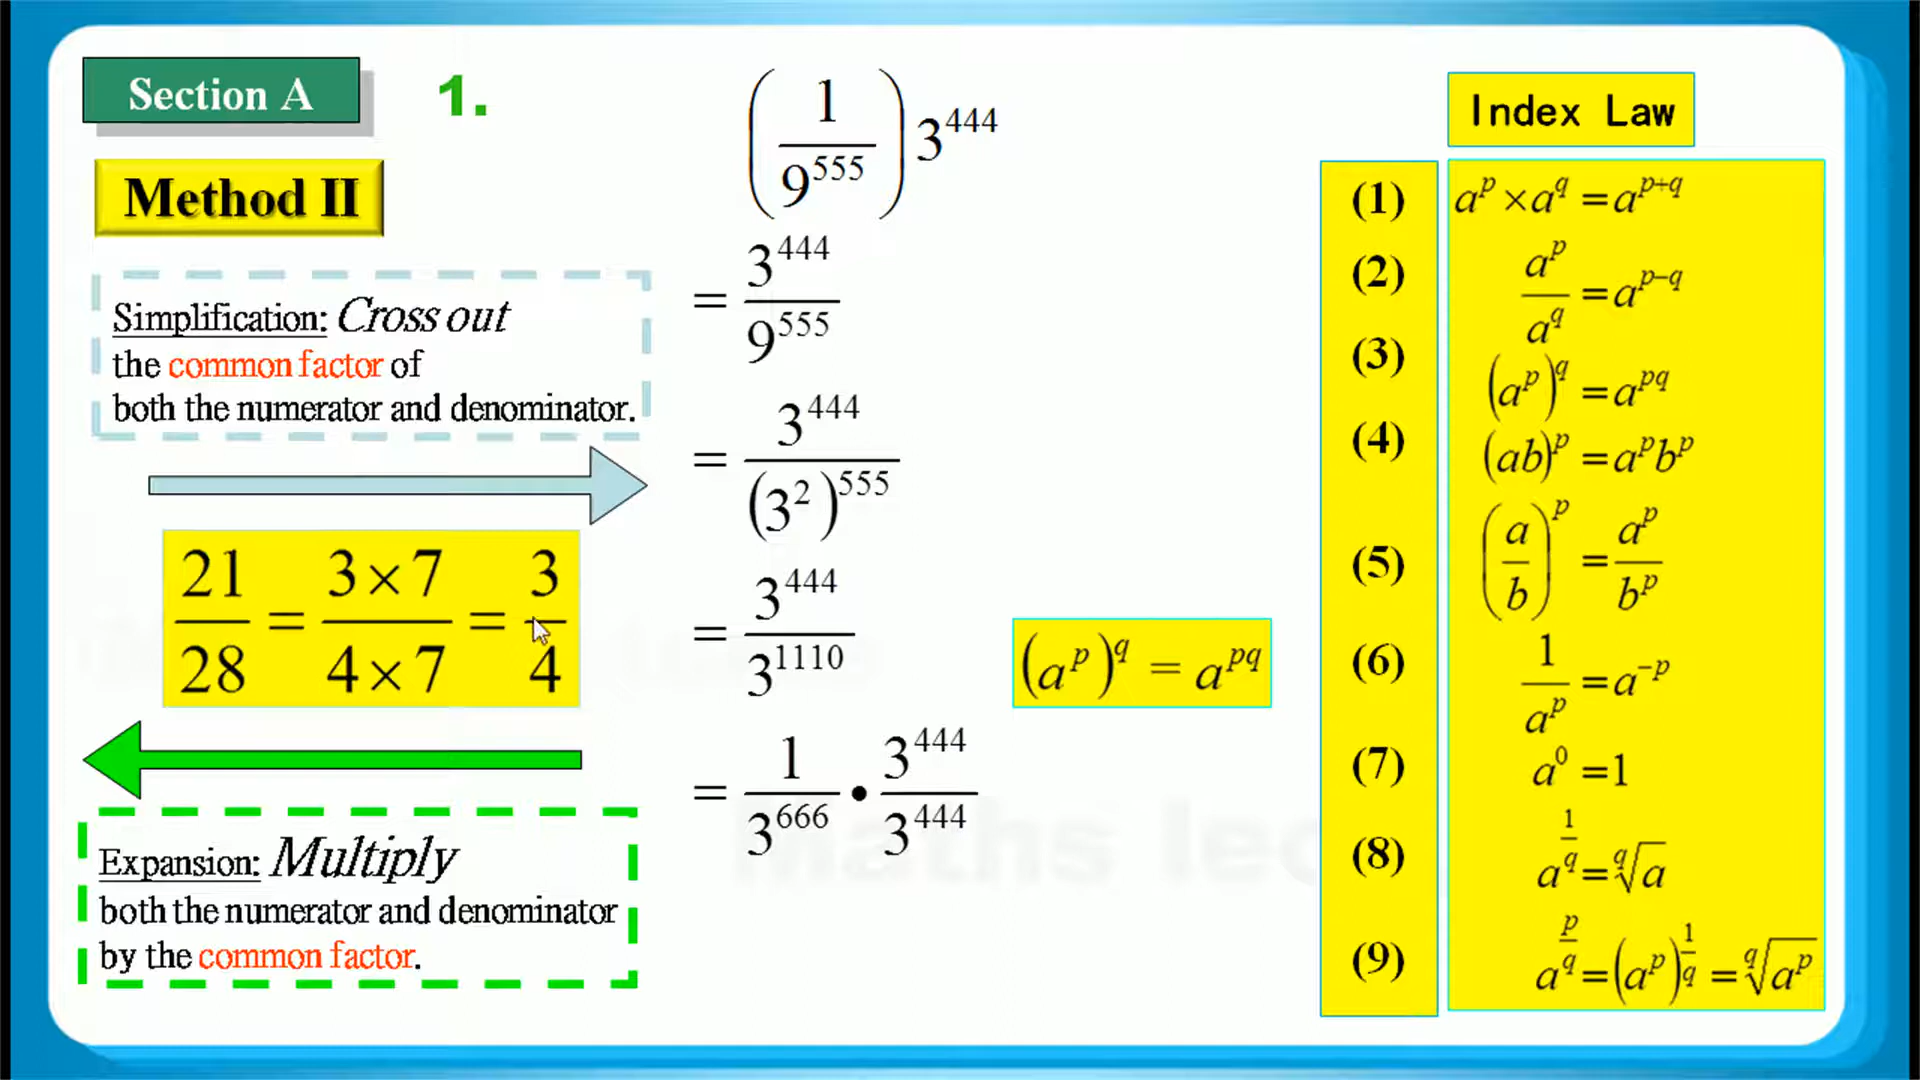 Section A
1.
Method II
Simplification: Cross out
the common factor of
both the numerator and denominator.
21/28 = (3×7)/(4×7) = 3/4
Expansion: Multiply
both the numerator and denominator
by the common factor.
(1/9^555) 3^444
= 3^444/9^555
= 3^444/(3^2)^555
= 3^444/3^1110
= 1/3^666 • 3^444/3^444
(a^p)^q = a^pq
Index Law
(1) a^p × a^q = a^(p+q)
(2) a^p/a^q = a^(p−q)
(3) (a^p)^q = a^pq
(4) (ab)^p = a^p b^p
(5) (a/b)^p = a^p/b^p
(6) 1/a^p = a^(−p)
(7) a^0 = 1
(8) a^(1/q) = ^q√a
(9) a^(p/q) = (a^p)^(1/q) = ^q√(a^p)
Maths lec